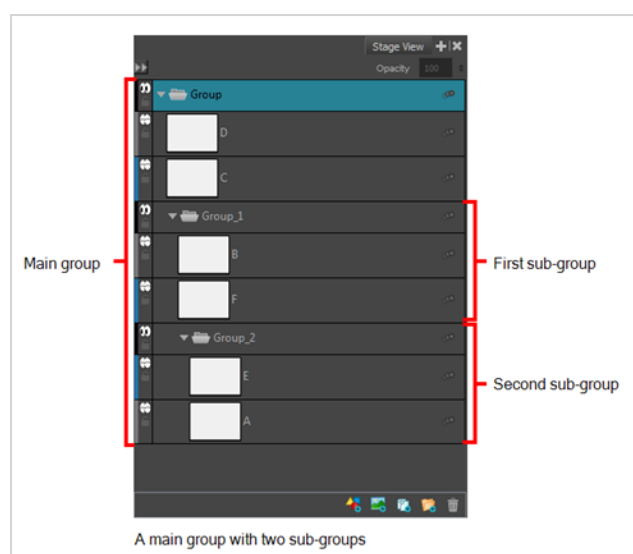 Stage View
Opacity 100
Group
D
C
Group_1
Main group
B
First sub-group
F
Group_2
E
Second sub-group
A
A main group with two sub-groups